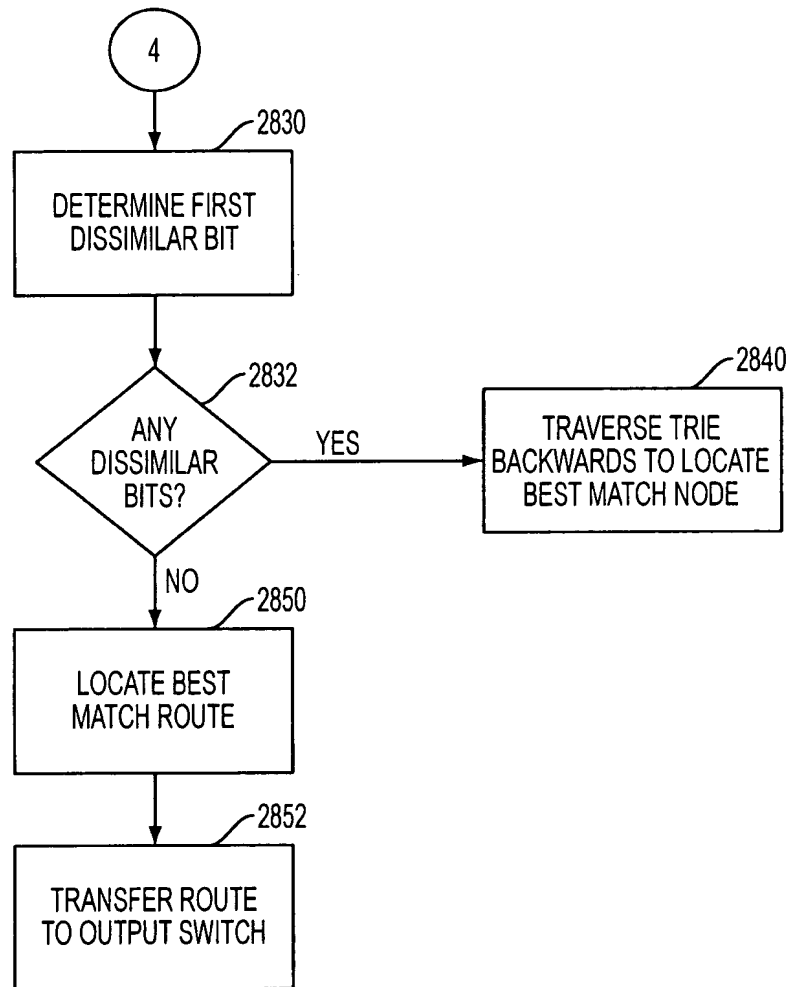 4
2830
DETERMINE FIRST
DISSIMILAR BIT
2832
ANY
DISSIMILAR
BITS?
YES
2840
TRAVERSE TRIE
BACKWARDS TO LOCATE
BEST MATCH NODE
NO
2850
LOCATE BEST
MATCH ROUTE
2852
TRANSFER ROUTE
TO OUTPUT SWITCH